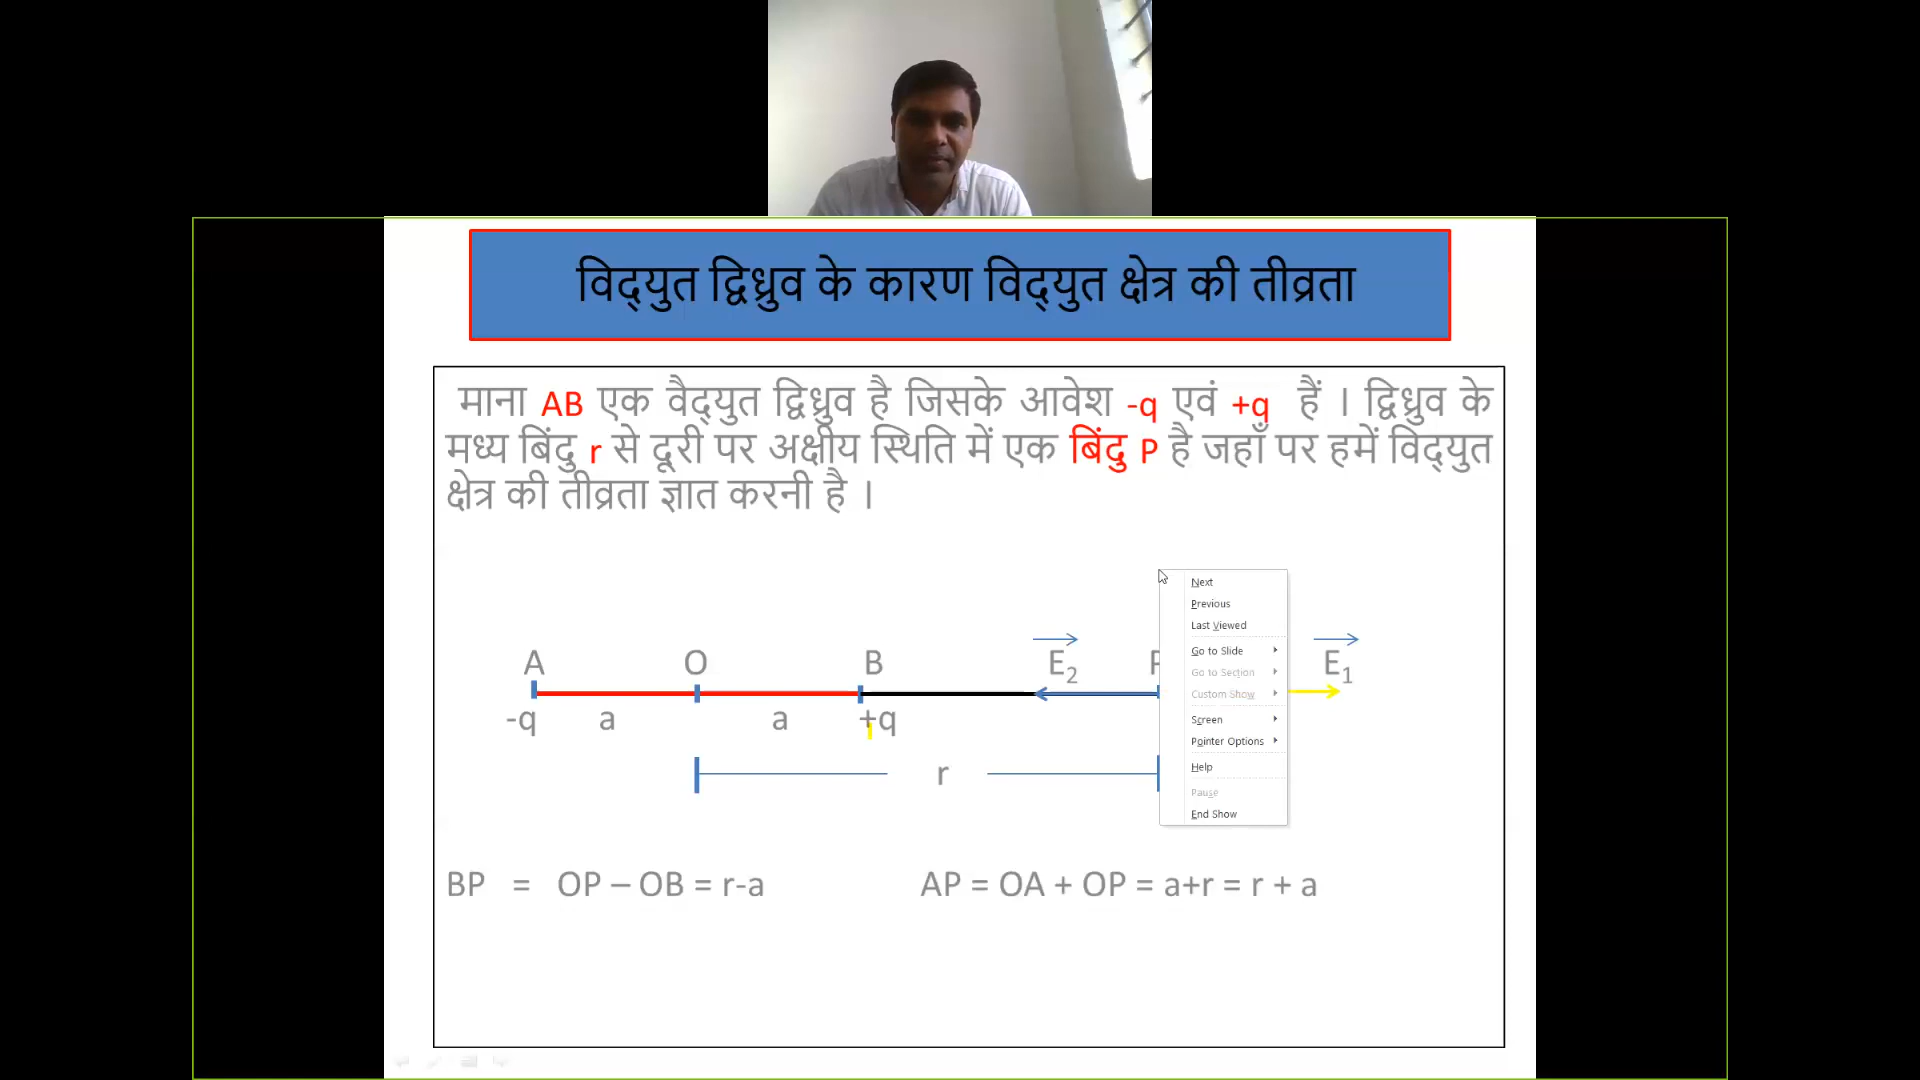 विद्युत द्विध्रुव के कारण विद्युत क्षेत्र की तीव्रता
माना AB एक वैद्युत द्विध्रुव है जिसके आवेश -q एवं +q हैं । द्विध्रुव के
मध्य बिंदु r से दूरी पर अक्षीय स्थिति में एक बिंदु P है जहाँ पर हमें विद्युत
क्षेत्र की तीव्रता ज्ञात करनी है ।
A O B E₂ E₁
-q a a +q
r
Next
Previous
Last Viewed
Go to Slide
Go to Section
Custom Show
Screen
Pointer Options
Help
Pause
End Show
BP = OP – OB = r-a AP = OA + OP = a+r = r + a